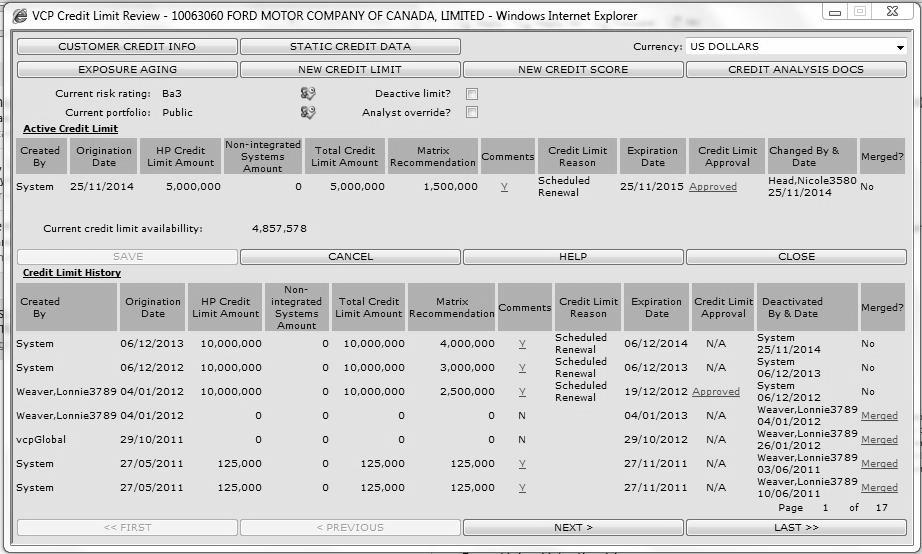 VCP Credit Limit Review - 10063060 FORD MOTOR COMPANY OF CANADA, LIMITED - Windows Internet Explorer
CUSTOMER CREDIT INFO STATIC CREDIT DATA Currency: US DOLLARS
EXPOSURE AGING NEW CREDIT LIMIT NEW CREDIT SCORE CREDIT ANALYSIS DOCS
Current risk rating: Ba3 Deactive limit?
Current portfolio: Public Analyst override?
Active Credit Limit
Created By Origination Date HP Credit Limit Amount Non-integrated Systems Amount Total Credit Limit Amount Matrix Recommendation Comments Credit Limit Reason Expiration Date Credit Limit Approval Changed By & Date Merged?
System 25/11/2014 5,000,000 0 5,000,000 1,500,000 Y Scheduled Renewal 25/11/2015 Approved Head,Nicole3580 25/11/2014 No
Current credit limit availabillity: 4,857,578
SAVE CANCEL HELP CLOSE
Credit Limit History
Created By Origination Date HP Credit Limit Amount Non-integrated Systems Amount Total Credit Limit Amount Matrix Recommendation Comments Credit Limit Reason Expiration Date Credit Limit Approval Deactivated By & Date Merged?
System 06/12/2013 10,000,000 0 10,000,000 4,000,000 Y Scheduled Renewal 06/12/2014 N/A System 25/11/2014 No
System 06/12/2012 10,000,000 0 10,000,000 3,000,000 Y Scheduled Renewal 06/12/2013 N/A System 06/12/2013 No
Weaver,Lonnie3789 04/01/2012 10,000,000 0 10,000,000 2,500,000 Y Scheduled Renewal 19/12/2012 Approved System 06/12/2012 No
Weaver,Lonnie3789 04/01/2012 0 0 0 0 N 04/01/2013 N/A Weaver,Lonnie3789 04/01/2012 Merged
vcpGlobal 29/10/2011 0 0 0 0 N 29/10/2012 N/A Weaver,Lonnie3789 26/01/2012 Merged
System 27/05/2011 125,000 0 125,000 125,000 Y 27/11/2011 N/A Weaver,Lonnie3789 03/06/2011 Merged
System 27/05/2011 125,000 0 125,000 125,000 Y 27/11/2011 N/A Weaver,Lonnie3789 10/06/2011 Merged
Page 1 of 17
<< FIRST < PREVIOUS NEXT > LAST >>